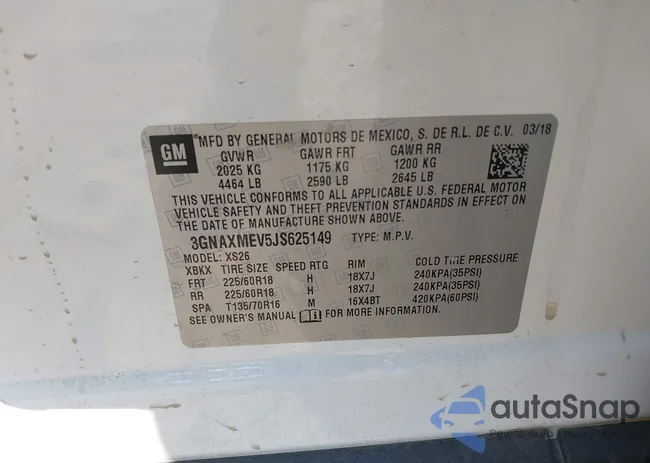 GM
MFD BY GENERAL MOTORS DE MEXICO, S. DE R.L. DE C.V. 03/18
GVWR GAWR FRT GAWR RR
2025 KG 1175 KG 1200 KG
4464 LB 2590 LB 2645 LB
THIS VEHICLE CONFORMS TO ALL APPLICABLE U.S. FEDERAL MOTOR
VEHICLE SAFETY AND THEFT PREVENTION STANDARDS IN EFFECT ON
THE DATE OF MANUFACTURE SHOWN ABOVE.
3GNAXMEV5JS625149 TYPE: M.P.V.
MODEL: XS26
XBKX TIRE SIZE SPEED RTG RIM COLD TIRE PRESSURE
FRT 225/60R18 H 18X7J 240KPA(35PSI)
RR 225/60R18 H 18X7J 240KPA(35PSI)
SPA T135/70R16 M 16X4BT 420KPA(60PSI)
SEE OWNER'S MANUAL i FOR MORE INFORMATION.
autaSnap